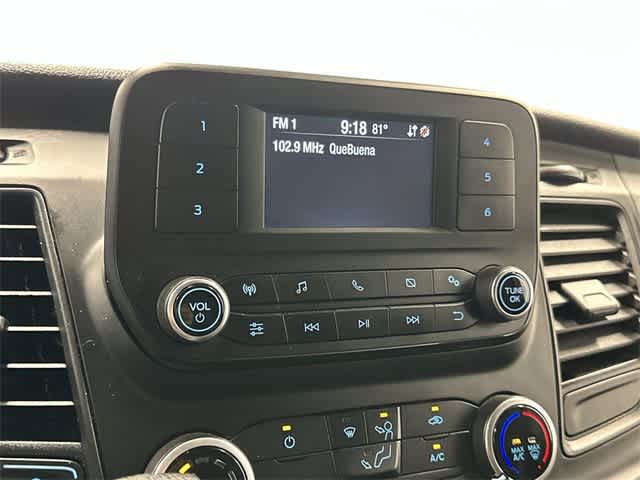 FM 1 9:18 81°
102.9 MHz QueBuena
1
2
3
4
5
6
VOL
TUNE
OK
A/C
MAX
A/C
MAX